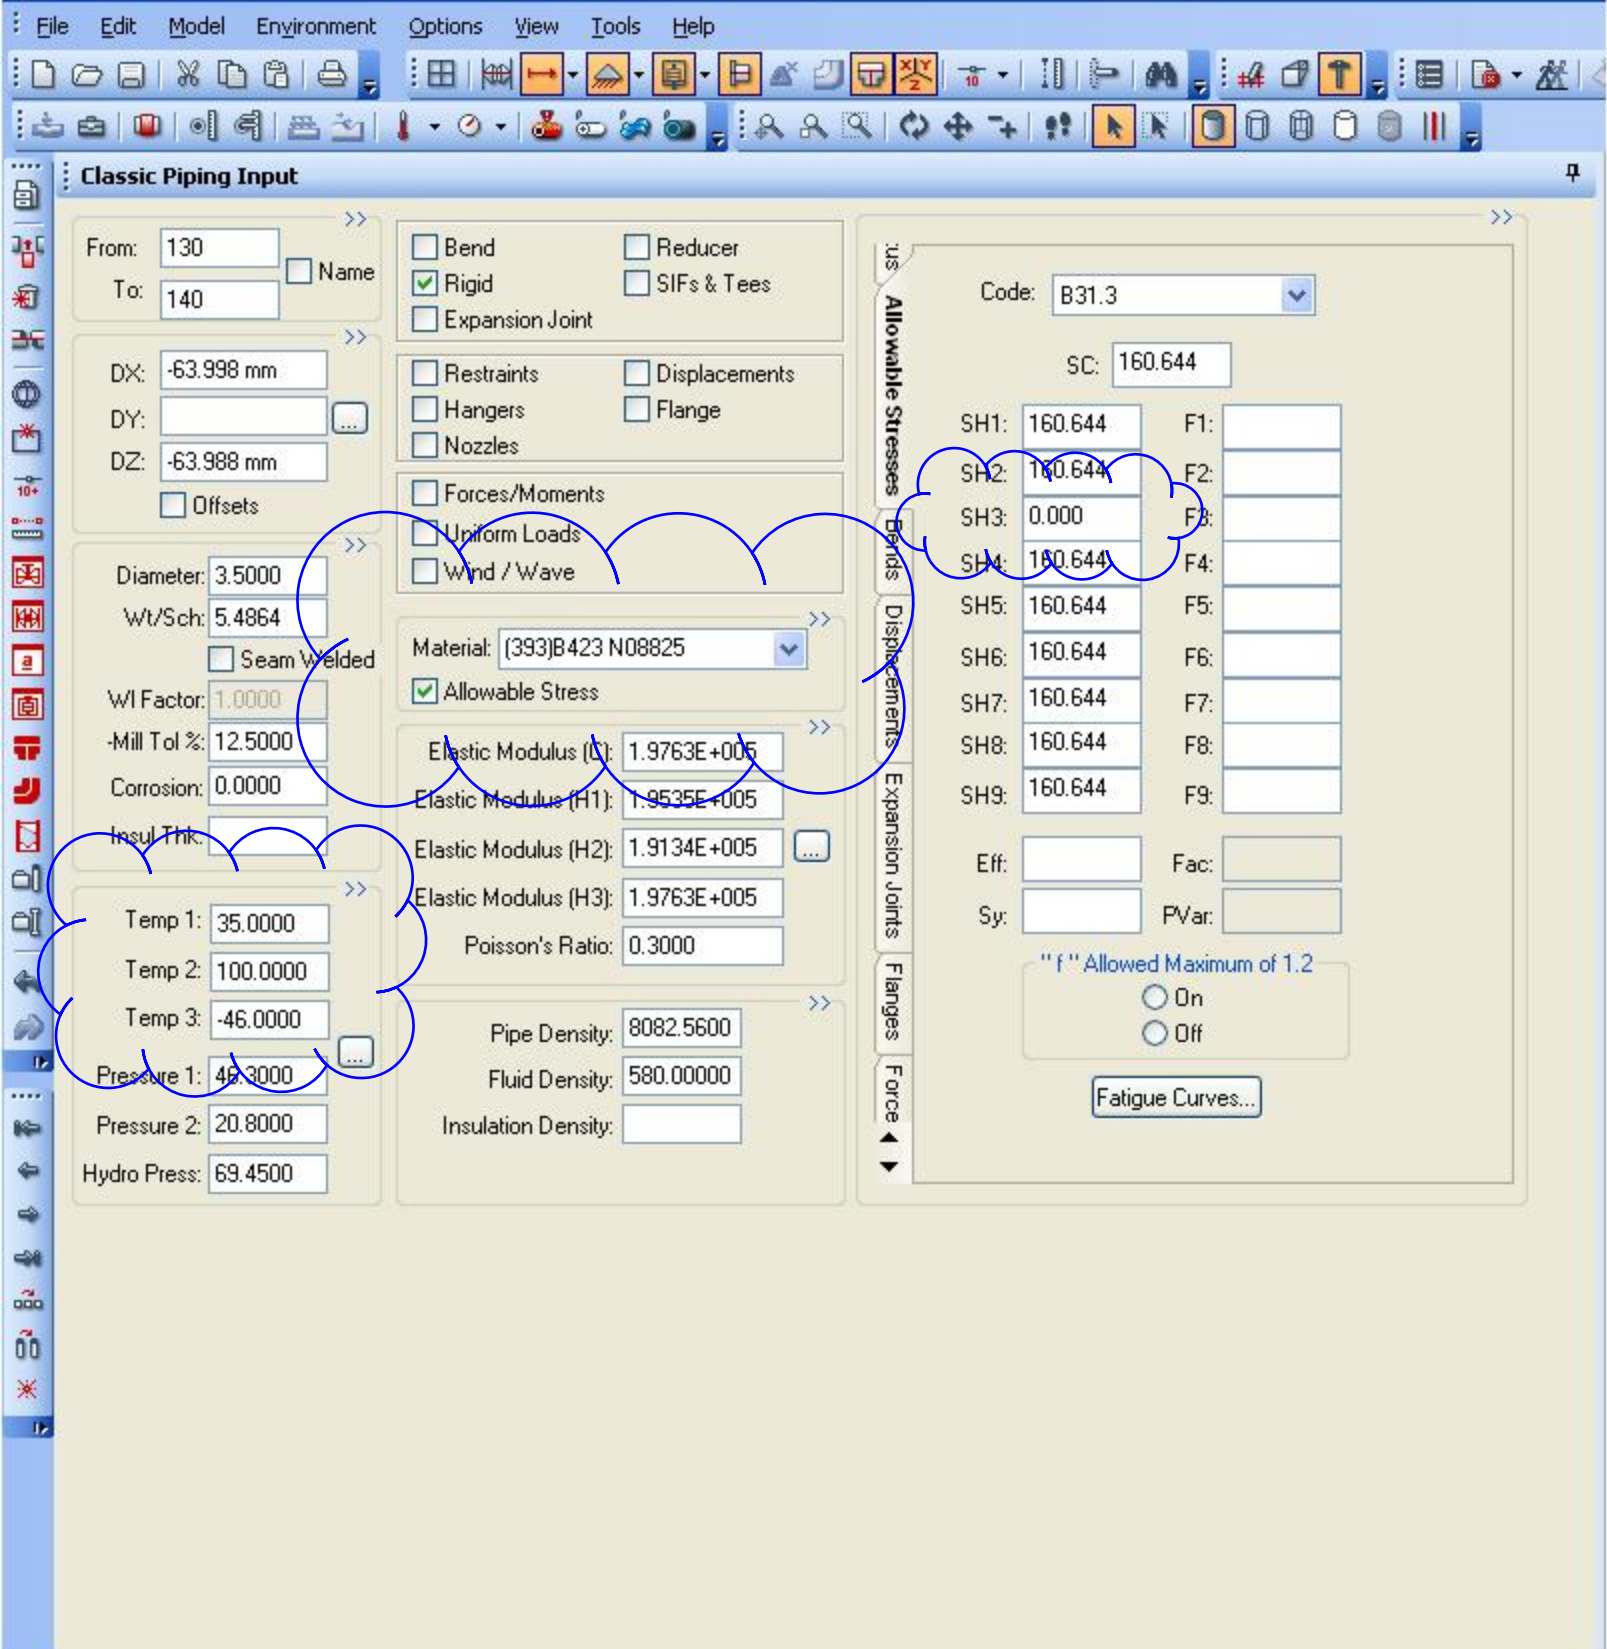 File Edit Model Environment Options View Tools Help
Classic Piping Input
From: 130
Name
To: 140
DX: -63.998 mm
DY: ...
DZ: -63.988 mm
Offsets
Diameter: 3.5000
Wt/Sch: 5.4864
Seam Welded
WI Factor: 1.0000
-Mill Tol %: 12.5000
Corrosion: 0.0000
Insul Thk:
Temp 1: 35.0000
Temp 2: 100.0000
Temp 3: -46.0000
...
Pressure 1: 46.3000
Pressure 2: 20.8000
Hydro Press: 69.4500
Bend Reducer
Rigid SIFs & Tees
Expansion Joint
Restraints Displacements
Hangers Flange
Nozzles
Forces/Moments
Uniform Loads
Wind / Wave
Material: (393)B423 N08825
Allowable Stress
Elastic Modulus (C): 1.9763E+005
Elastic Modulus (H1): 1.9535E+005
Elastic Modulus (H2): 1.9134E+005 ...
Elastic Modulus (H3): 1.9763E+005
Poisson's Ratio: 0.3000
Pipe Density: 8082.5600
Fluid Density: 580.00000
Insulation Density:
us
Allowable Stresses
Bends
Displacements
Expansion Joints
Flanges
Force
Code: B31.3
SC: 160.644
SH1: 160.644 F1:
SH2: 160.644 F2:
SH3: 0.000 F3:
SH4: 160.644 F4:
SH5: 160.644 F5:
SH6: 160.644 F6:
SH7: 160.644 F7:
SH8: 160.644 F8:
SH9: 160.644 F9:
Eff: Fac:
Sy: PVar:
"f" Allowed Maximum of 1.2
On
Off
Fatigue Curves...